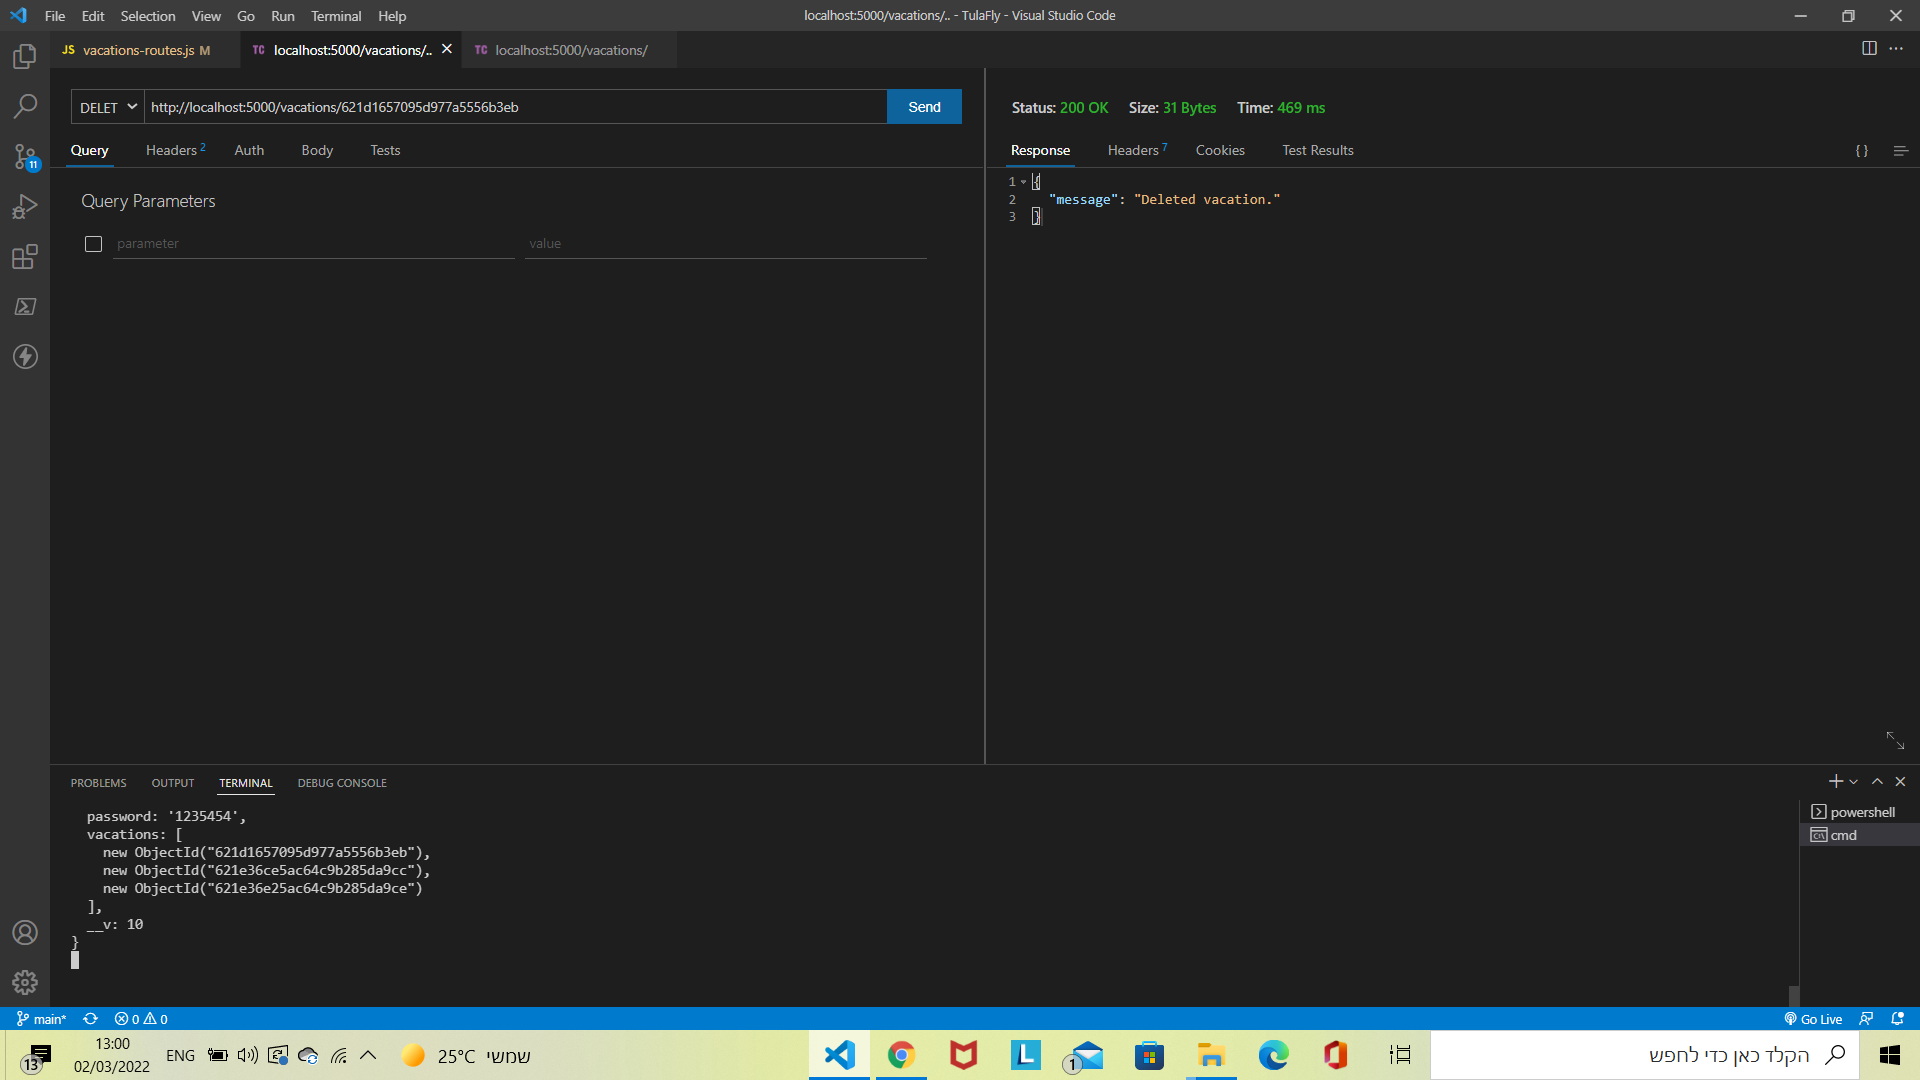 File Edit Selection View Go Run Terminal Help
localhost:5000/vacations/.. - TulaFly - Visual Studio Code
JS vacations-routes.js M
TC localhost:5000/vacations/..
TC localhost:5000/vacations/
DELET http://localhost:5000/vacations/621d1657095d977a5556b3eb Send
Query Headers 2 Auth Body Tests
Query Parameters
parameter value
Status: 200 OK Size: 31 Bytes Time: 469 ms
Response Headers 7 Cookies Test Results { }
1 {
2 "message": "Deleted vacation."
3 }
11
PROBLEMS OUTPUT TERMINAL DEBUG CONSOLE
password: '1235454',
vacations: [
new ObjectId("621d1657095d977a5556b3eb"),
new ObjectId("621e36ce5ac64c9b285da9cc"),
new ObjectId("621e36e25ac64c9b285da9ce")
],
__v: 10
}
powershell
cmd
main* 0 0 Go Live
13
13:00
02/03/2022
ENG
25°C שמשי
L
1
הקלד כאן כדי לחפש